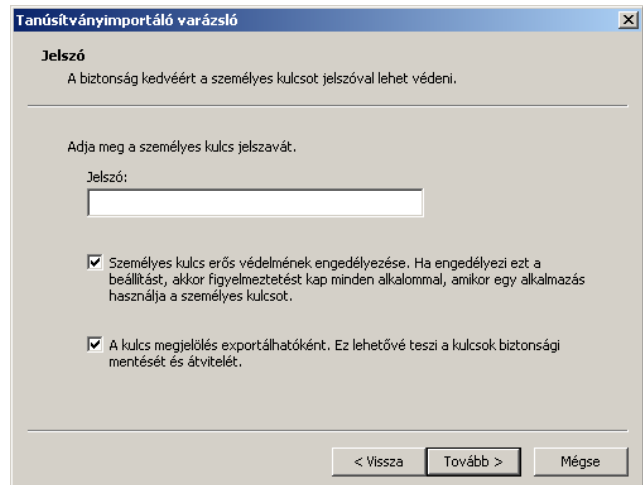 Tanúsítványimportáló varázsló
Jelszó
A biztonság kedvéért a személyes kulcsot jelszóval lehet védeni.
Adja meg a személyes kulcs jelszavát.
Jelszó:
Személyes kulcs erős védelmének engedélyezése. Ha engedélyezi ezt a
beállítást, akkor figyelmeztetést kap minden alkalommal, amikor egy alkalmazás
használja a személyes kulcsot.
A kulcs megjelölés exportálhatóként. Ez lehetővé teszi a kulcsok biztonsági
mentését és átvitelét.
< Vissza Tovább > Mégse